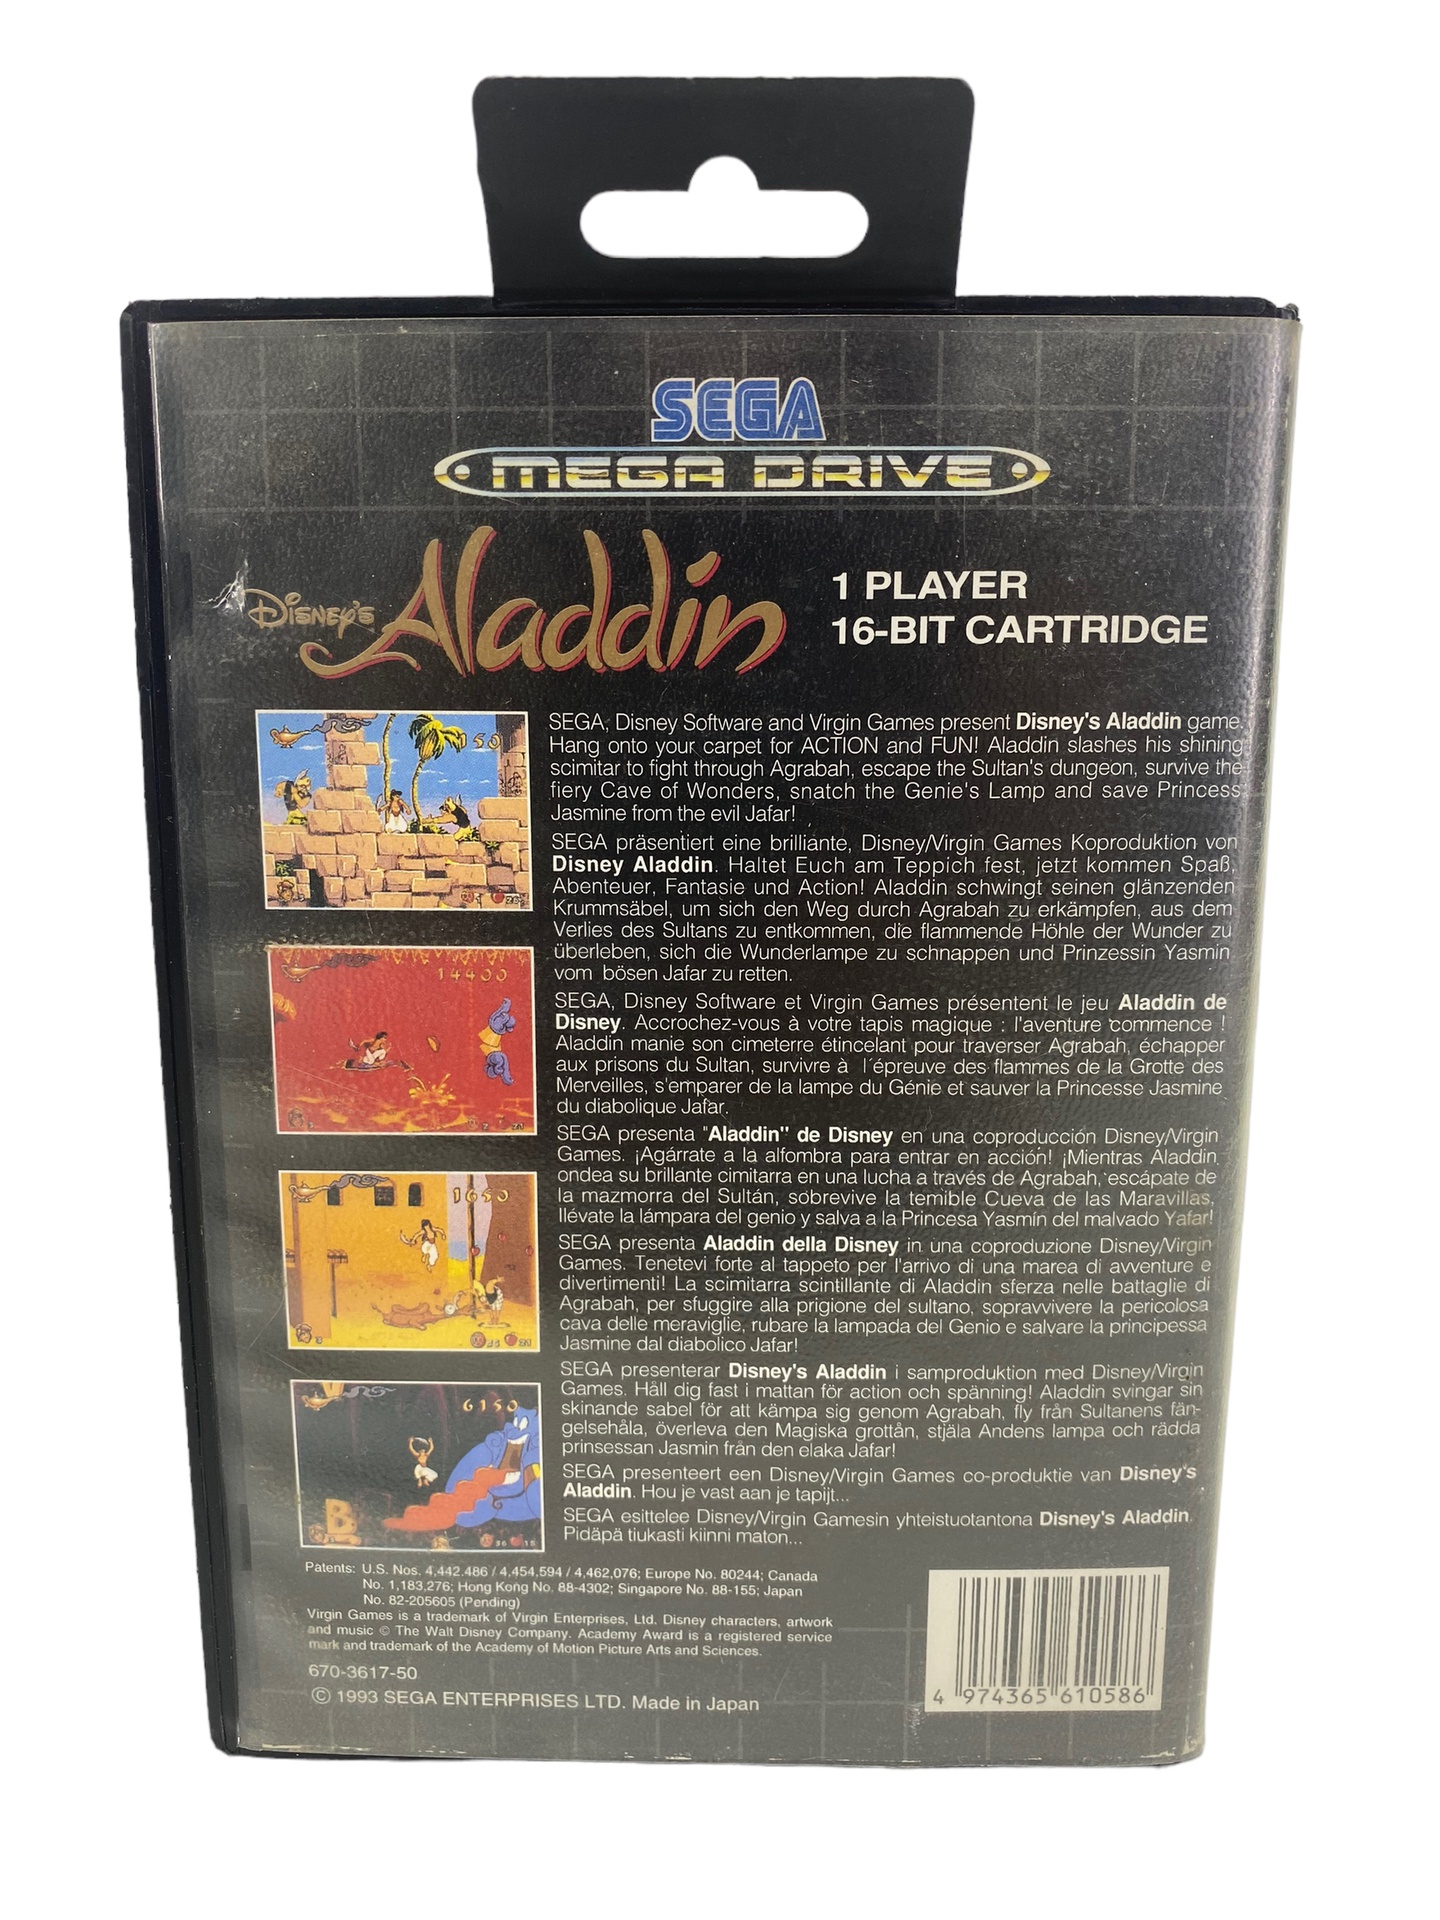 SEGA
MEGA DRIVE
DISNEY'S Aladdin
1 PLAYER
16-BIT CARTRIDGE
50
14400
1650
6150
B
SEGA, Disney Software and Virgin Games present Disney's Aladdin game.
Hang onto your carpet for ACTION and FUN! Aladdin slashes his shining
scimitar to fight through Agrabah, escape the Sultan's dungeon, survive the
fiery Cave of Wonders, snatch the Genie's Lamp and save Princess
Jasmine from the evil Jafar!
SEGA präsentiert eine brilliante, Disney/Virgin Games Koproduktion von
Disney Aladdin. Haltet Euch am Teppich fest, jetzt kommen Spaß,
Abenteuer, Fantasie und Action! Aladdin schwingt seinen glänzenden
Krummsäbel, um sich den Weg durch Agrabah zu erkämpfen, aus dem
Verlies des Sultans zu entkommen, die flammende Höhle der Wunder zu
überleben, sich die Wunderlampe zu schnappen und Prinzessin Yasmin
vom bösen Jafar zu retten.
SEGA, Disney Software et Virgin Games présentent le jeu Aladdin de
Disney. Accrochez-vous à votre tapis magique : l'aventure commence !
Aladdin manie son cimeterre étincelant pour traverser Agrabah, échapper
aux prisons du Sultan, survivre à l'épreuve des flammes de la Grotte des
Merveilles, s'emparer de la lampe du Génie et sauver la Princesse Jasmine
du diabolique Jafar.
SEGA presenta "Aladdin" de Disney en una coproducción Disney/Virgin
Games. ¡Agárrate a la alfombra para entrar en acción! ¡Mientras Aladdin
ondea su brillante cimitarra en una lucha a través de Agrabah, escápate de
la mazmorra del Sultán, sobrevive la temible Cueva de las Maravillas,
llévate la lámpara del genio y salva a la Princesa Yasmín del malvado Yafar!
SEGA presenta Aladdin della Disney in una coproduzione Disney/Virgin
Games. Tenetevi forte al tappeto per l'arrivo di una marea di avventure e
divertimenti! La scimitarra scintillante di Aladdin sferza nelle battaglie di
Agrabah, per sfuggire alla prigione del sultano, sopravvivere la pericolosa
cava delle meraviglie, rubare la lampada del Genio e salvare la principessa
Jasmine dal diabolico Jafar!
SEGA presenterar Disney's Aladdin i samproduktion med Disney/Virgin
Games. Håll dig fast i mattan för action och spänning! Aladdin svingar sin
skinande sabel för att kämpa sig genom Agrabah, fly från Sultanens fän-
gelsehåla, överleva den Magiska grottån, stjäla Andens lampa och rädda
prinsessan Jasmin från den elaka Jafar!
SEGA presenteert een Disney/Virgin Games co-produktie van Disney's
Aladdin. Hou je vast aan je tapijt...
SEGA esittelee Disney/Virgin Gamesin yhteistuotantona Disney's Aladdin.
Pidäpä tiukasti kiinni maton...
Patents: U.S. Nos. 4,442.486 / 4,454,594 / 4,462,076; Europe No. 80244; Canada
No. 1,183,276; Hong Kong No. 88-4302; Singapore No. 88-155; Japan
No. 82-205605 (Pending)
Virgin Games is a trademark of Virgin Enterprises, Ltd. Disney characters, artwork
and music © The Walt Disney Company. Academy Award is a registered service
mark and trademark of the Academy of Motion Picture Arts and Sciences.
670-3617-50
© 1993 SEGA ENTERPRISES LTD. Made in Japan
4 974365 610586